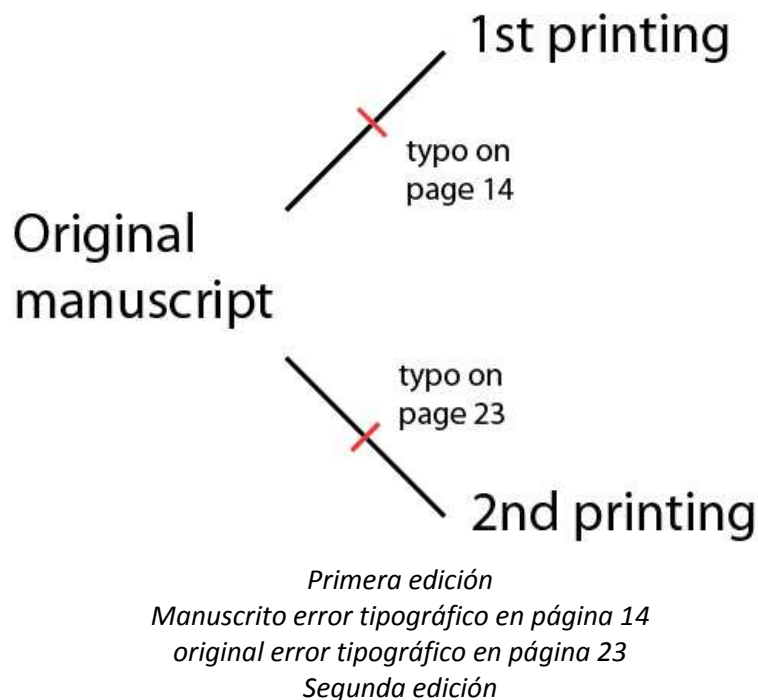 1st printing
typo on
page 14
Original
manuscript
typo on
page 23
2nd printing
Primera edición
Manuscrito error tipográfico en página 14
original error tipográfico en página 23
Segunda edición